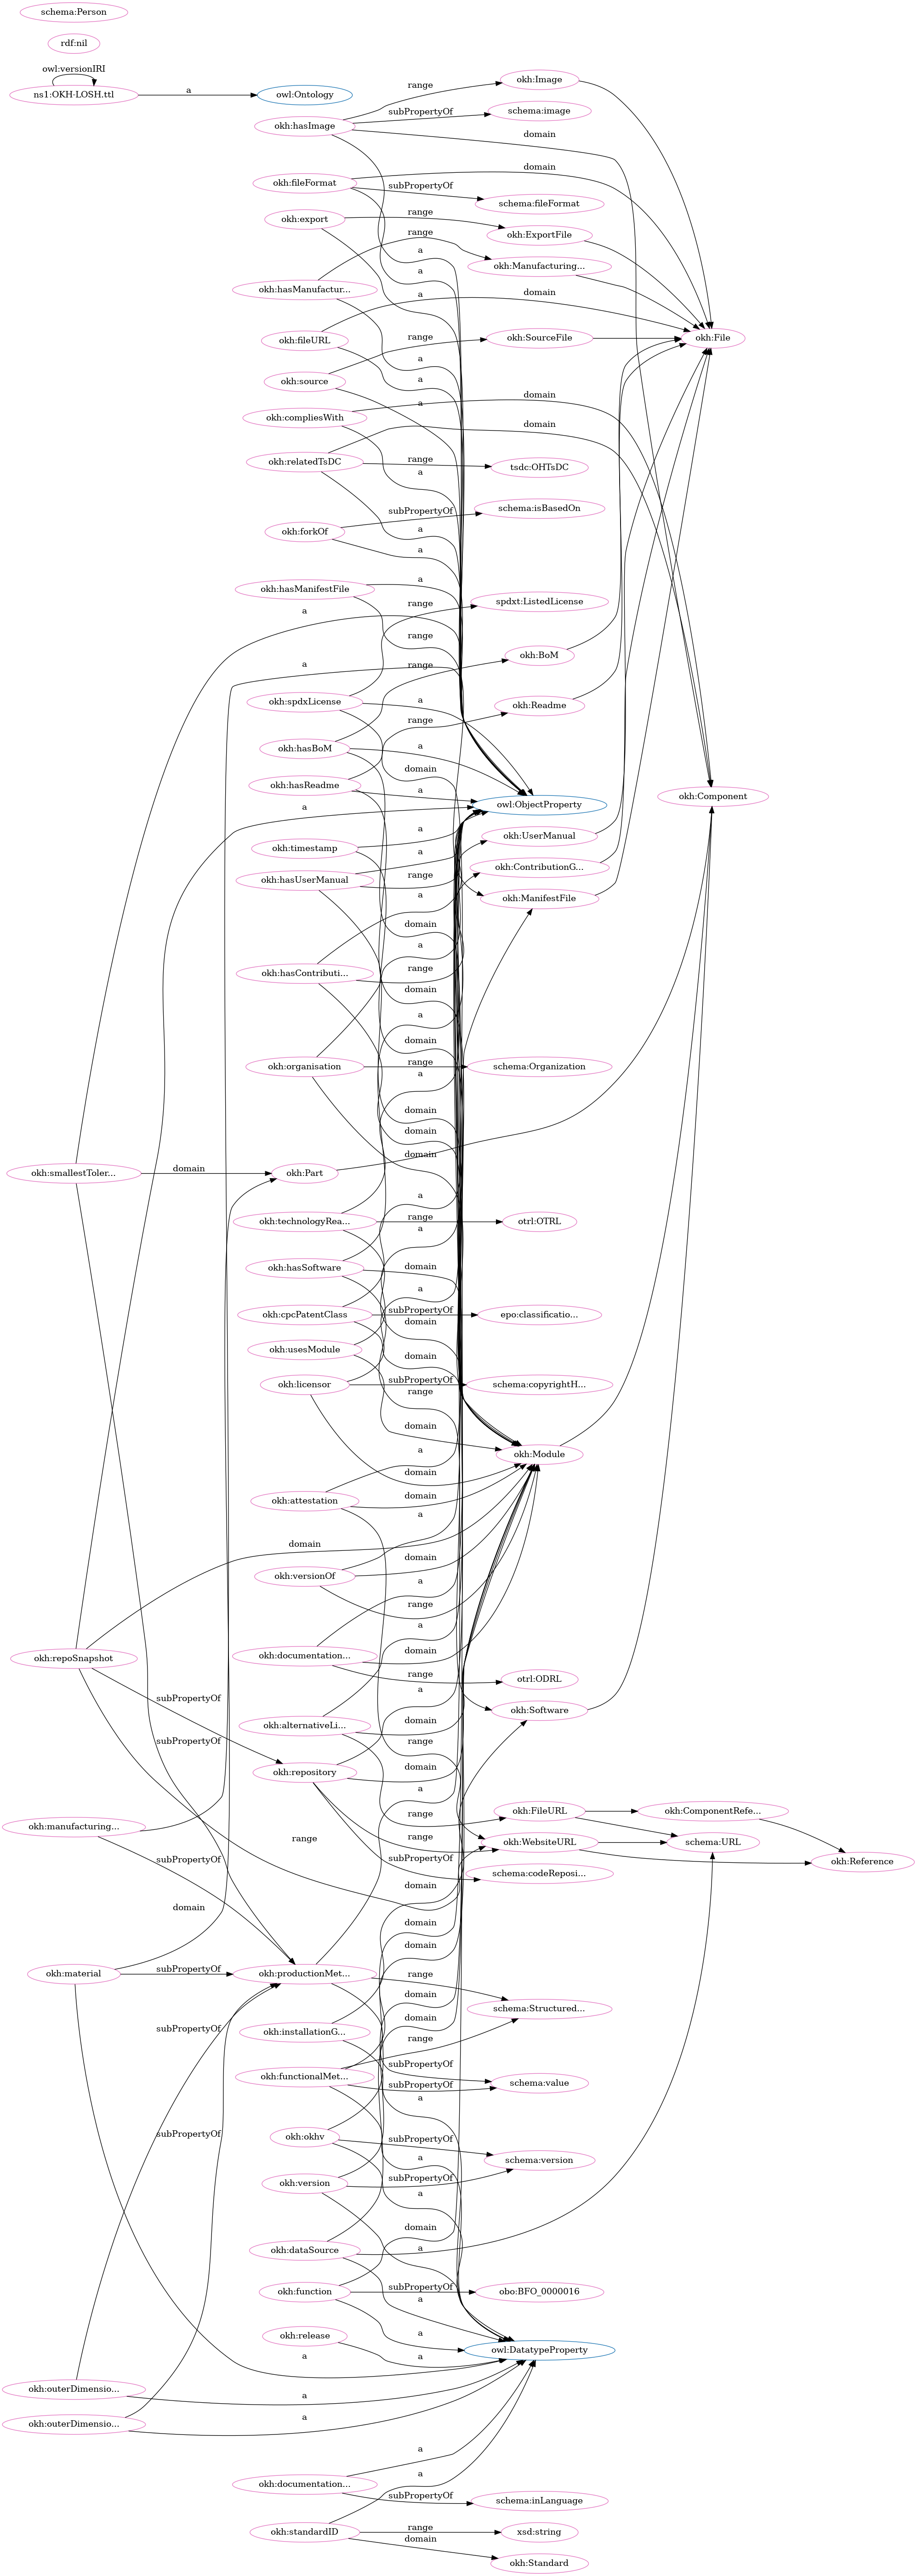 schema:Person
rdf:nil
owl:versionIRI
ns1:OKH-LOSH.ttl
a
owl:Ontology
okh:Image
range
subPropertyOf
schema:image
okh:hasImage
domain
domain
okh:fileFormat
subPropertyOf
schema:fileFormat
okh:export
range
okh:ExportFile
range
a
okh:Manufacturing...
a
okh:hasManufactur...
a
domain
okh:fileURL
range
okh:SourceFile
okh:File
a
okh:source
a
domain
a
okh:compliesWith
domain
okh:relatedTsDC
range
tsdc:OHTsDC
a
schema:isBasedOn
subPropertyOf
okh:forkOf
a
a
a
okh:hasManifestFile
spdxt:ListedLicense
range
a
range
okh:BoM
a
range
okh:spdxLicense
a
okh:Readme
range
okh:hasBoM
a
domain
okh:hasReadme
a
okh:Component
owl:ObjectProperty
a
a
okh:UserManual
okh:timestamp
a
okh:ContributionG...
range
okh:hasUserManual
a
okh:ManifestFile
domain
a
range
okh:hasContributi...
domain
a
domain
okh:organisation
range
schema:Organization
a
domain
domain
domain
okh:smallestToler...
domain
okh:Part
a
okh:technologyRea...
range
otrl:OTRL
a
okh:hasSoftware
domain
a
subPropertyOf
okh:cpcPatentClass
epo:classificatio...
domain
okh:usesModule
domain
subPropertyOf
okh:licensor
schema:copyrightH...
range
domain
a
okh:Module
domain
domain
okh:attestation
a
domain
domain
okh:versionOf
a
range
a
domain
okh:repoSnapshot
okh:documentation...
range
otrl:ODRL
a
subPropertyOf
okh:Software
domain
okh:alternativeLi...
subPropertyOf
range
domain
okh:repository
a
range
okh:FileURL
okh:ComponentRefe...
okh:manufacturing...
range
range
okh:WebsiteURL
schema:URL
subPropertyOf
subPropertyOf
okh:Reference
schema:codeReposi...
domain
domain
domain
okh:material
subPropertyOf
okh:productionMet...
range
domain
schema:Structured...
domain
subPropertyOf
okh:installationG...
range
subPropertyOf
okh:functionalMet...
subPropertyOf
schema:value
a
okh:okhv
subPropertyOf
subPropertyOf
a
schema:version
subPropertyOf
okh:version
a
domain
okh:dataSource
a
subPropertyOf
okh:function
obo:BFO_0000016
a
okh:release
a
a
owl:DatatypeProperty
okh:outerDimensio...
a
a
okh:outerDimensio...
a
okh:documentation...
a
subPropertyOf
schema:inLanguage
okh:standardID
range
xsd:string
domain
okh:Standard